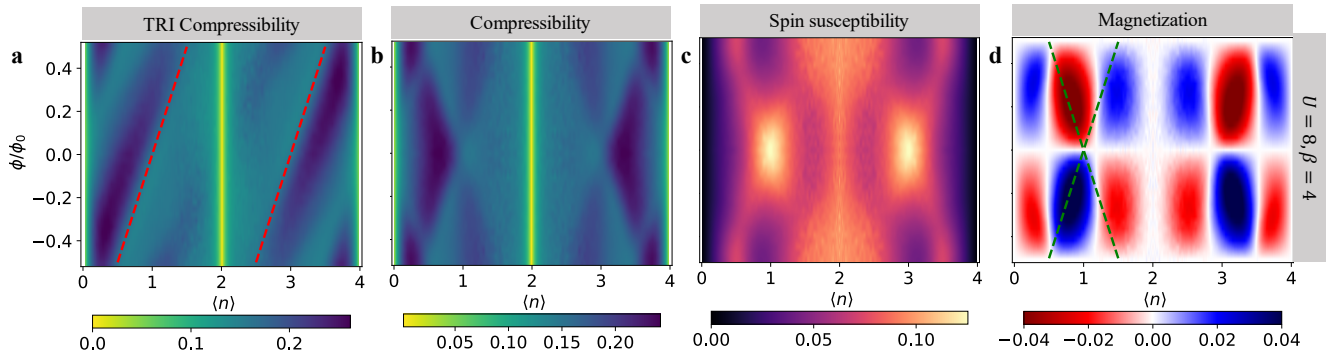 TRI Compressibility
Compressibility
Spin susceptibility
Magnetization
a
b
c
d
ϕ/ϕ₀
0.4
0.2
0.0
−0.2
−0.4
0 1 2 3 4
⟨n⟩
0 1 2 3 4
⟨n⟩
0 1 2 3 4
⟨n⟩
0 1 2 3 4
⟨n⟩
U = 8, β = 4
0.0 0.1 0.2
0.05 0.10 0.15 0.20
0.00 0.05 0.10
−0.04 −0.02 0.00 0.02 0.04